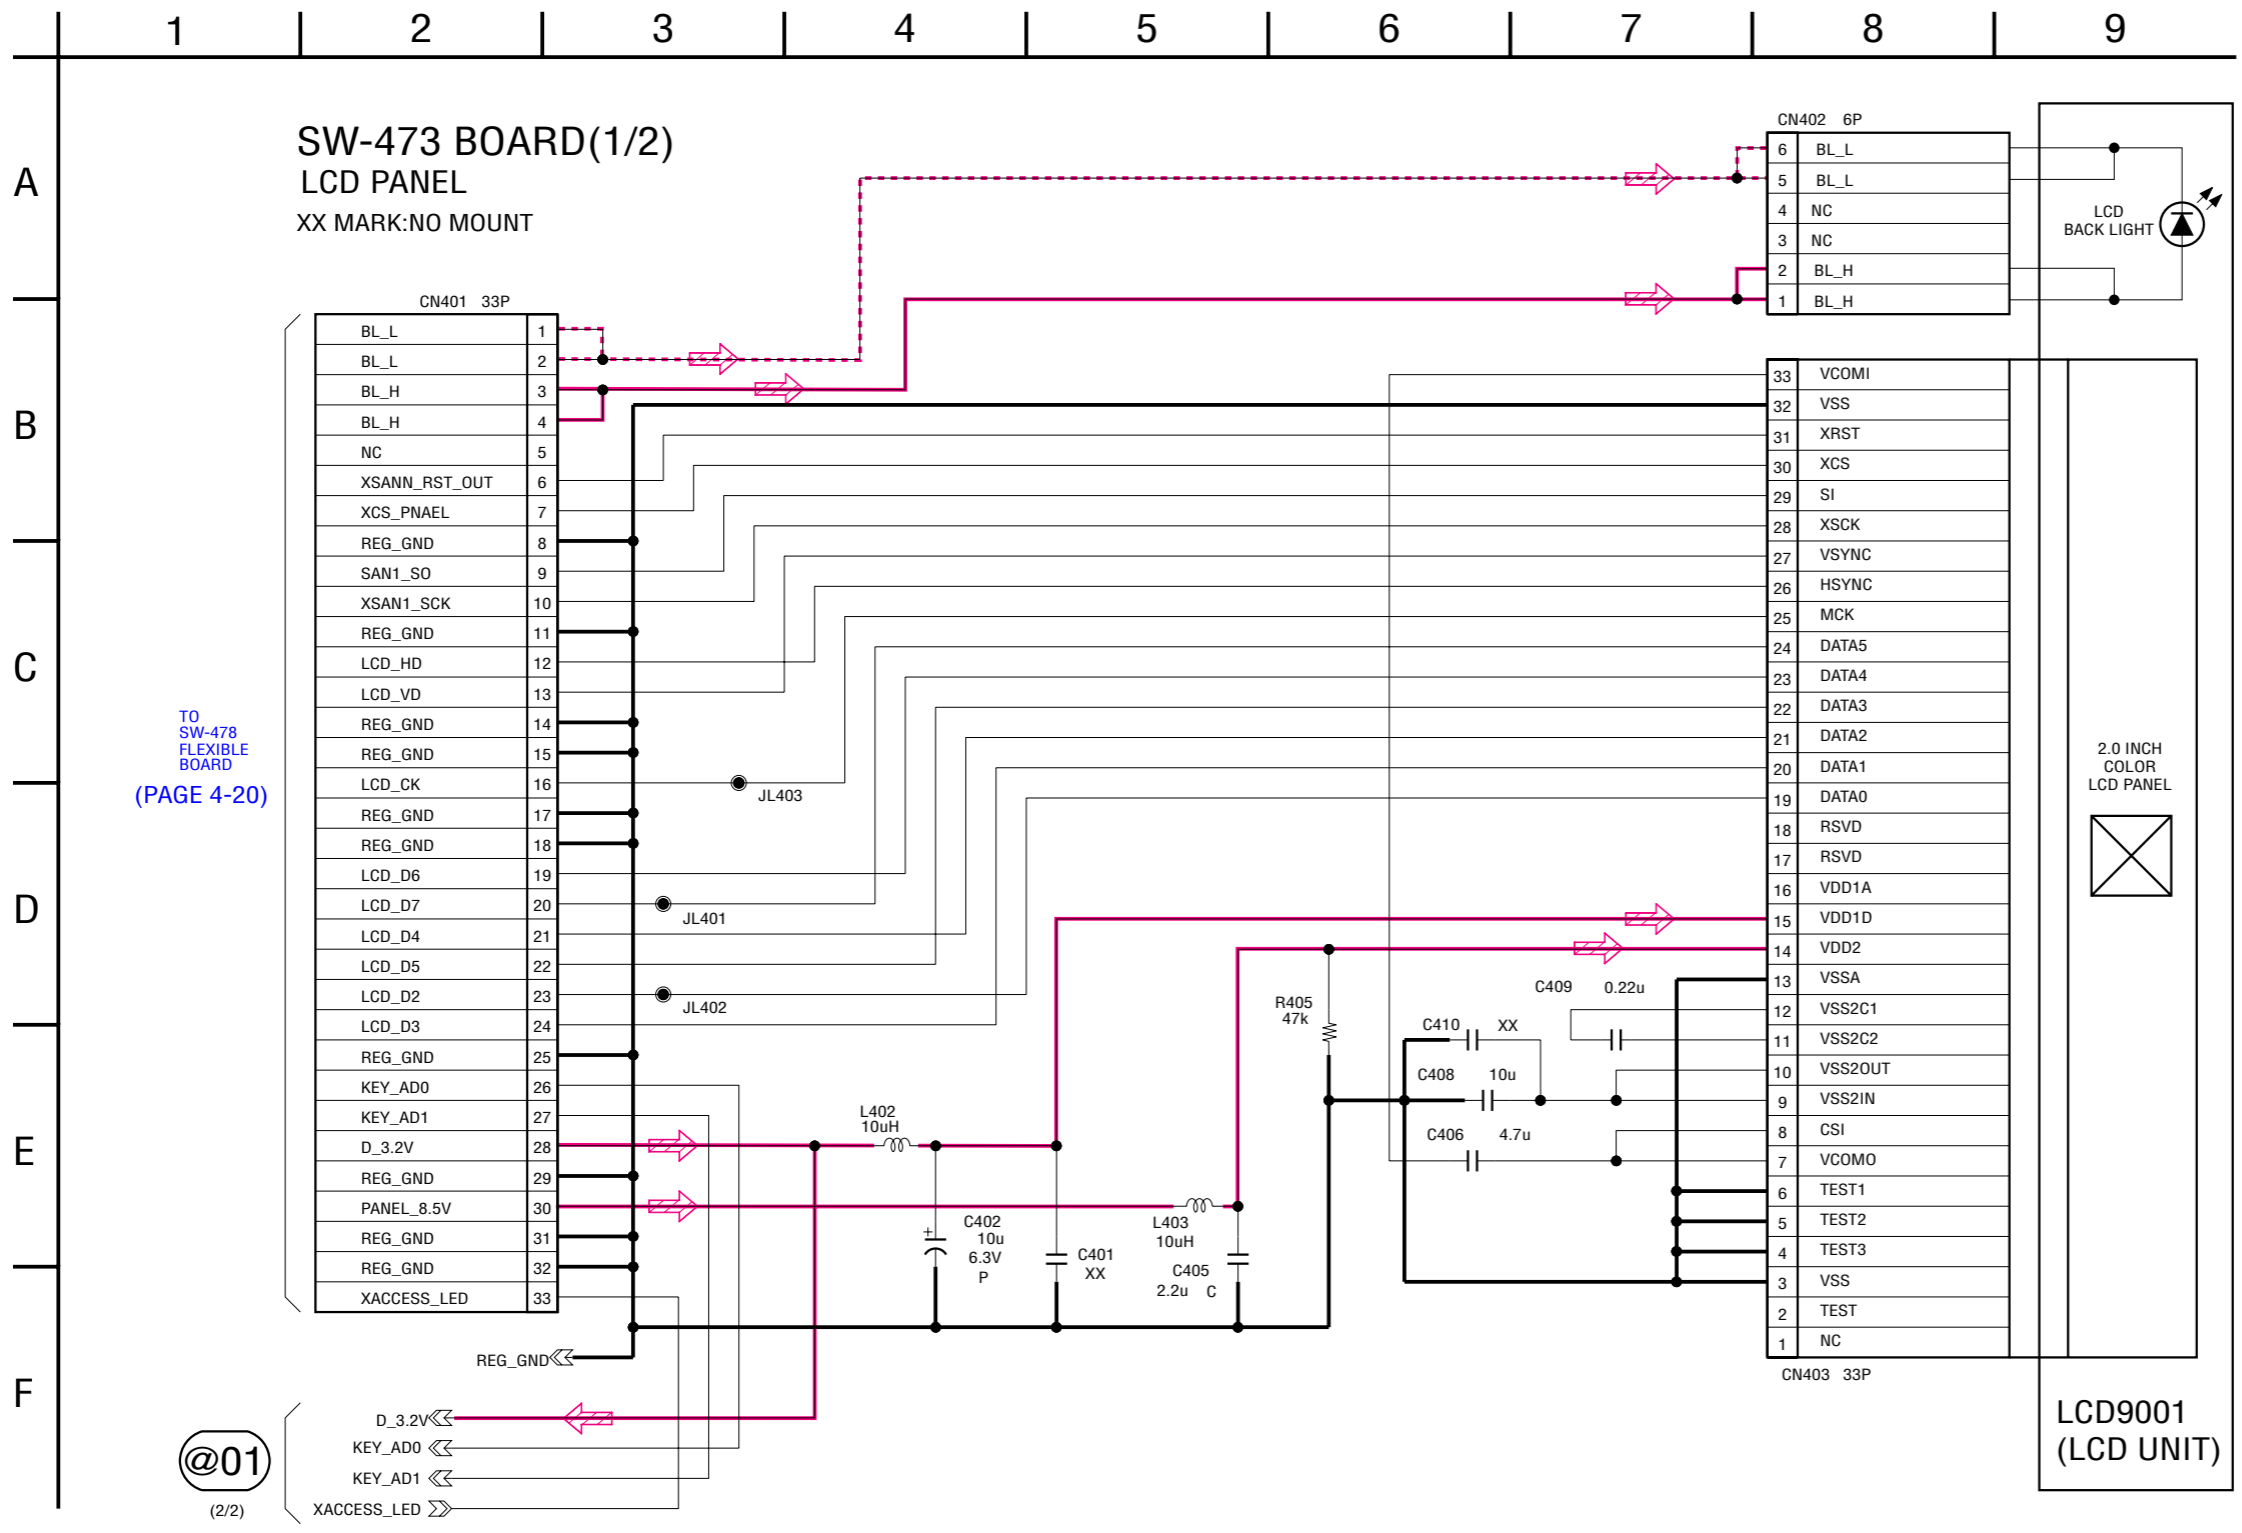 1 2 3 4 5 6 7 8 9
A
B
C
D
E
F
SW-473 BOARD(1/2)
LCD PANEL
XX MARK:NO MOUNT
CN402 6P
6 BL_L
5 BL_L
4 NC
3 NC
2 BL_H
1 BL_H
LCD
BACK LIGHT
CN401 33P
BL_L 1
BL_L 2
BL_H 3
BL_H 4
NC 5
XSANN_RST_OUT 6
XCS_PNAEL 7
REG_GND 8
SAN1_SO 9
XSAN1_SCK 10
REG_GND 11
LCD_HD 12
LCD_VD 13
REG_GND 14
REG_GND 15
LCD_CK 16
REG_GND 17
REG_GND 18
LCD_D6 19
LCD_D7 20
LCD_D4 21
LCD_D5 22
LCD_D2 23
LCD_D3 24
REG_GND 25
KEY_AD0 26
KEY_AD1 27
D_3.2V 28
REG_GND 29
PANEL_8.5V 30
REG_GND 31
REG_GND 32
XACCESS_LED 33
TO
SW-478
FLEXIBLE
BOARD
(PAGE 4-20)
JL403
JL401
JL402
L402
10uH
C402
10u
6.3V
P
+
C401
XX
L403
10uH
C405
2.2u C
R405
47k
C410 XX
C408 10u
C406 4.7u
C409 0.22u
33 VCOMI
32 VSS
31 XRST
30 XCS
29 SI
28 XSCK
27 VSYNC
26 HSYNC
25 MCK
24 DATA5
23 DATA4
22 DATA3
21 DATA2
20 DATA1
19 DATA0
18 RSVD
17 RSVD
16 VDD1A
15 VDD1D
14 VDD2
13 VSSA
12 VSS2C1
11 VSS2C2
10 VSS2OUT
9 VSS2IN
8 CSI
7 VCOMO
6 TEST1
5 TEST2
4 TEST3
3 VSS
2 TEST
1 NC
CN403 33P
2.0 INCH
COLOR
LCD PANEL
LCD9001
(LCD UNIT)
REG_GND
D_3.2V
KEY_AD0
KEY_AD1
XACCESS_LED
@01
(2/2)